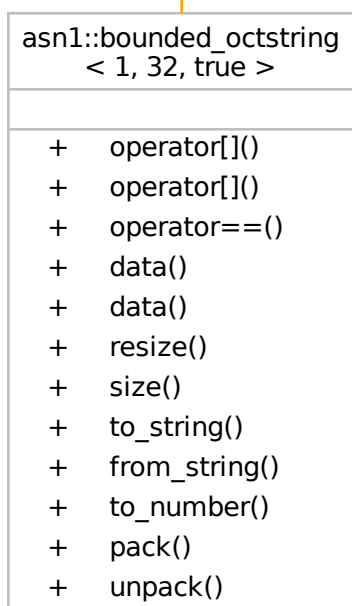 asn1::bounded_octstring
< 1, 32, true >
+ operator[]()
+ operator[]()
+ operator==()
+ data()
+ data()
+ resize()
+ size()
+ to_string()
+ from_string()
+ to_number()
+ pack()
+ unpack()